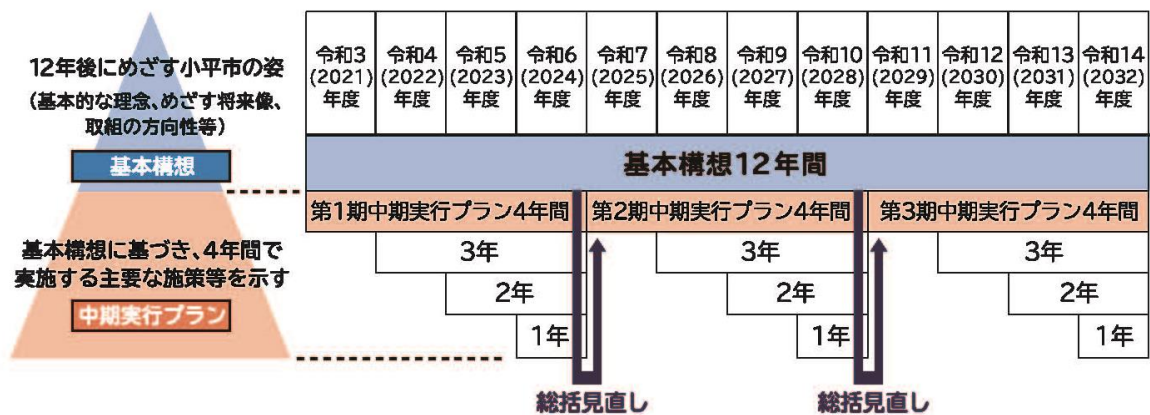 12年後にめざす小平市の姿
(基本的な理念、めざす将来像、
取組の方向性等)
基本構想
基本構想に基づき、4年間で
実施する主要な施策等を示す
中期実行プラン
令和3
(2021)
年度
令和4
(2022)
年度
令和5
(2023)
年度
令和6
(2024)
年度
令和7
(2025)
年度
令和8
(2026)
年度
令和9
(2027)
年度
令和10
(2028)
年度
令和11
(2029)
年度
令和12
(2030)
年度
令和13
(2031)
年度
令和14
(2032)
年度
基本構想12年間
第1期中期実行プラン4年間
第2期中期実行プラン4年間
第3期中期実行プラン4年間
3年
3年
3年
2年
2年
2年
1年
1年
1年
総括見直し
総括見直し